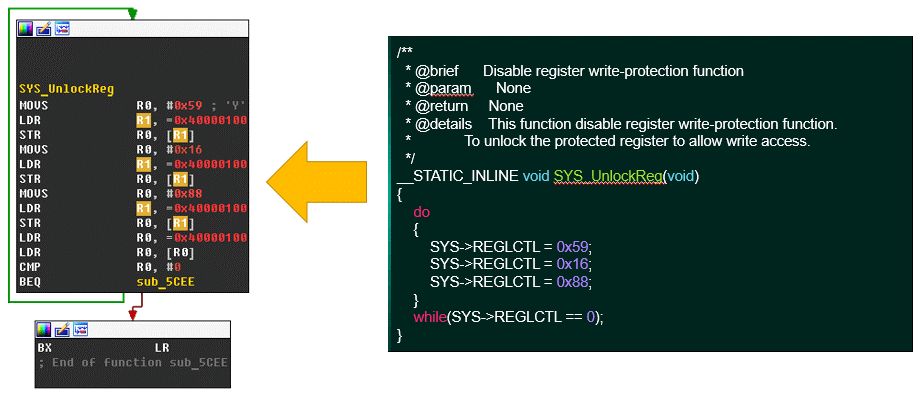 SYS_UnlockReg
MOVS R0, #0x59 ; 'Y'
LDR R1, =0x40000100
STR R0, [R1]
MOVS R0, #0x16
LDR R1, =0x40000100
STR R0, [R1]
MOVS R0, #0x88
LDR R1, =0x40000100
STR R0, [R1]
LDR R0, =0x40000100
LDR R0, [R0]
CMP R0, #0
BEQ sub_5CEE
BX LR
; End of function sub_5CEE
/**
* @brief Disable register write-protection function
* @param None
* @return None
* @details This function disable register write-protection function.
* To unlock the protected register to allow write access.
*/
__STATIC_INLINE void SYS_UnlockReg(void)
{
do
{
SYS->REGLCTL = 0x59;
SYS->REGLCTL = 0x16;
SYS->REGLCTL = 0x88;
}
while(SYS->REGLCTL == 0);
}